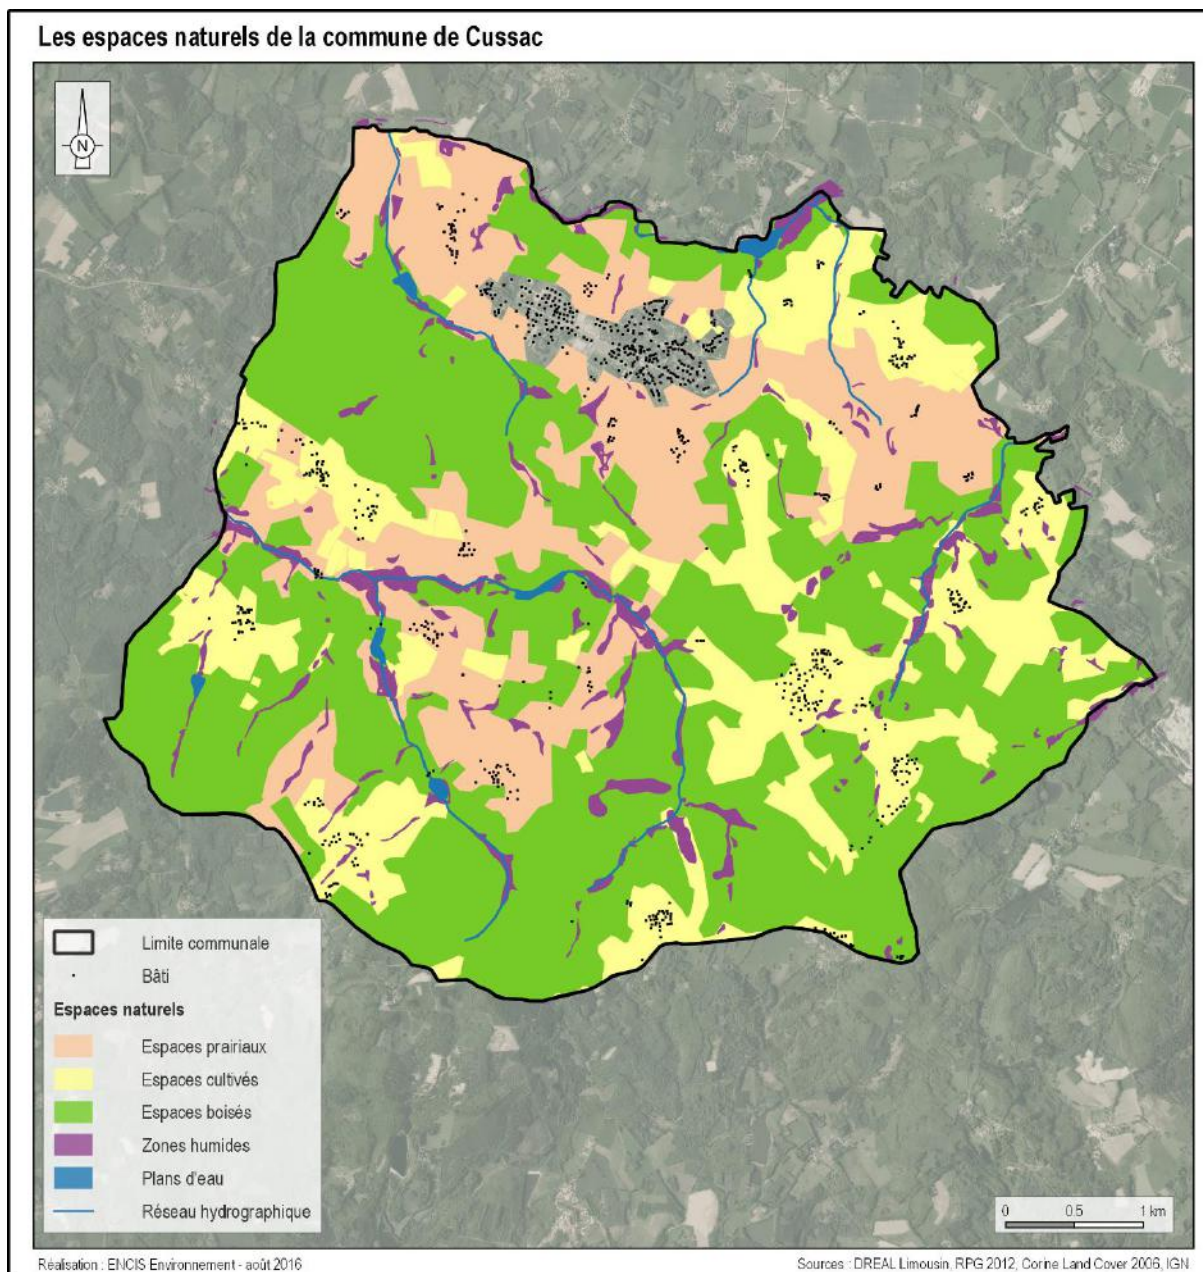 Les espaces naturels de la commune de Cussac
N
Limite communale
Bâti
Espaces naturels
Espaces prairiaux
Espaces cultivés
Espaces boisés
Zones humides
Plans d'eau
Réseau hydrographique
0 0.5 1 km
Réalisation : ENCIS Environnement - août 2016
Sources : DREAL Limousin, RPG 2012, Corine Land Cover 2006, IGN